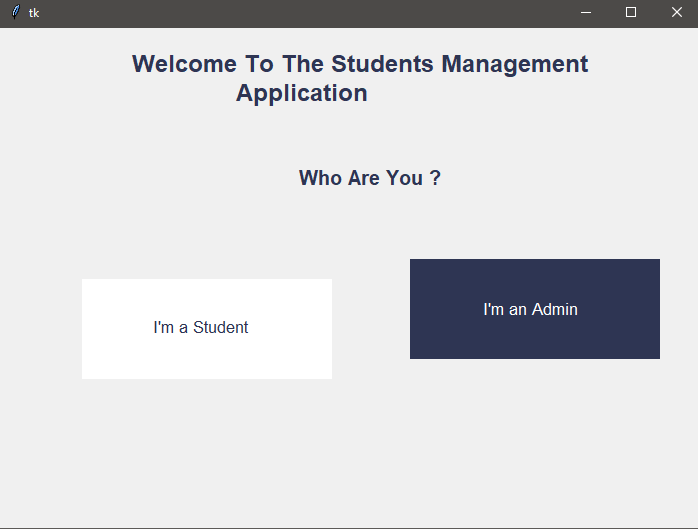 tk
Welcome To The Students Management
Application
Who Are You ?
I'm a Student
I'm an Admin